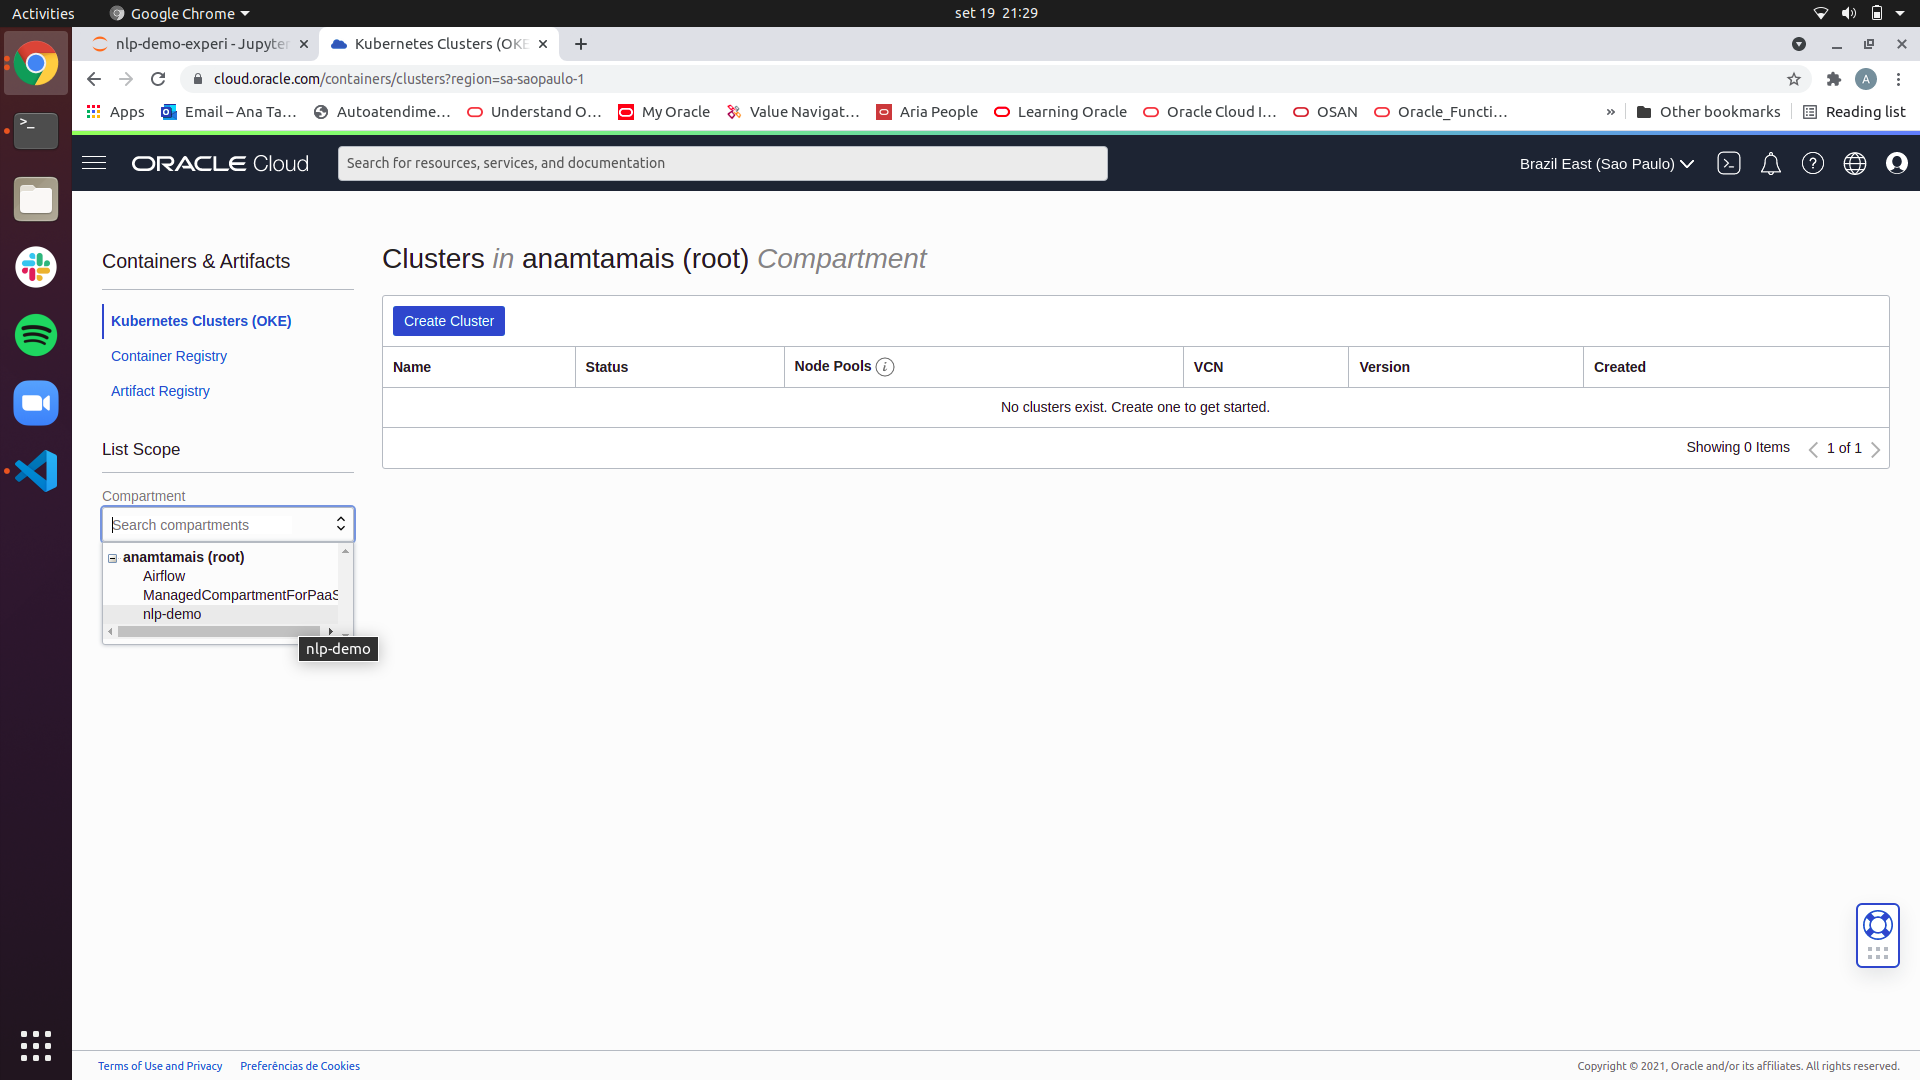 Activities
Google Chrome
set 19 21:29
nlp-demo-experi - Jupyter
Kubernetes Clusters (OKE
cloud.oracle.com/containers/clusters?region=sa-saopaulo-1
A
Apps
Email – Ana Ta…
Autoatendime…
Understand O…
My Oracle
Value Navigat…
Aria People
Learning Oracle
Oracle Cloud I…
OSAN
Oracle_Functi…
»
Other bookmarks
Reading list
ORACLE Cloud
Search for resources, services, and documentation
Brazil East (Sao Paulo)
Containers & Artifacts
Kubernetes Clusters (OKE)
Container Registry
Artifact Registry
List Scope
Compartment
Search compartments
anamtamais (root)
Airflow
ManagedCompartmentForPaaS
nlp-demo
nlp-demo
Clusters in anamtamais (root) Compartment
Create Cluster
Name
Status
Node Pools
VCN
Version
Created
No clusters exist. Create one to get started.
Showing 0 Items
1 of 1
Terms of Use and Privacy
Preferências de Cookies
Copyright © 2021, Oracle and/or its affiliates. All rights reserved.